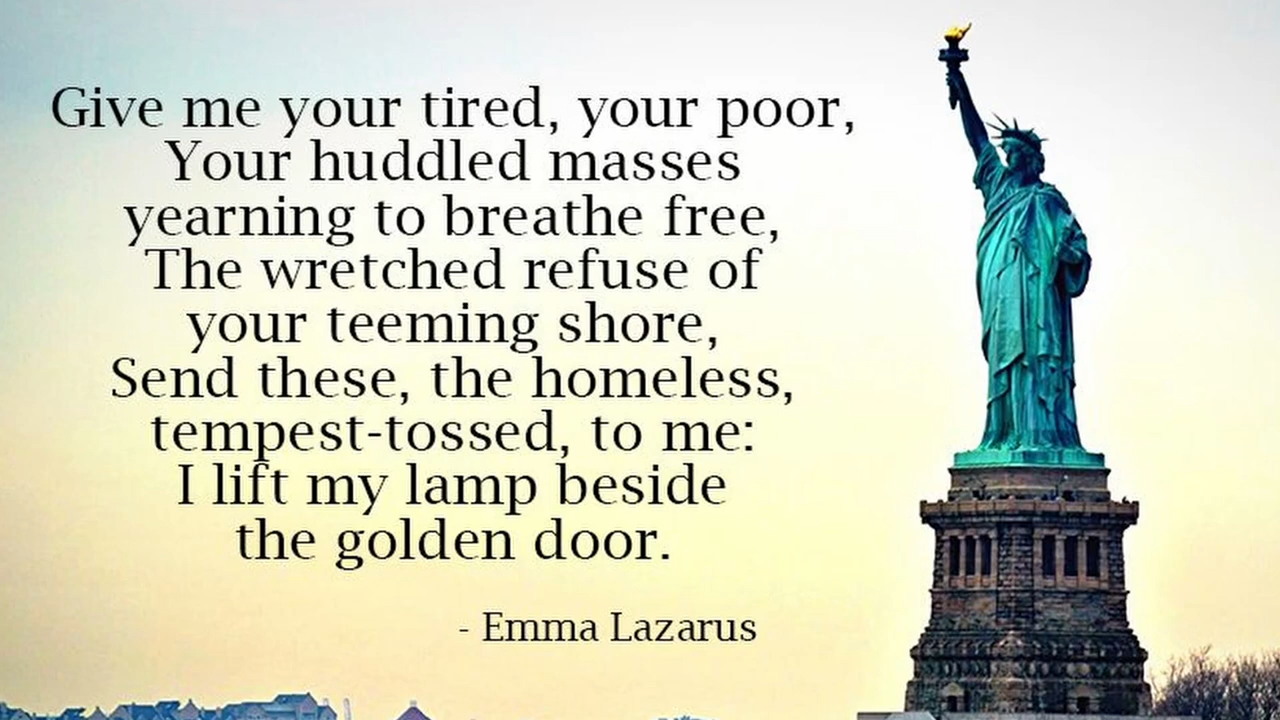 Give me your tired, your poor,
Your huddled masses
yearning to breathe free,
The wretched refuse of
your teeming shore,
Send these, the homeless,
tempest-tossed, to me:
I lift my lamp beside
the golden door.
- Emma Lazarus